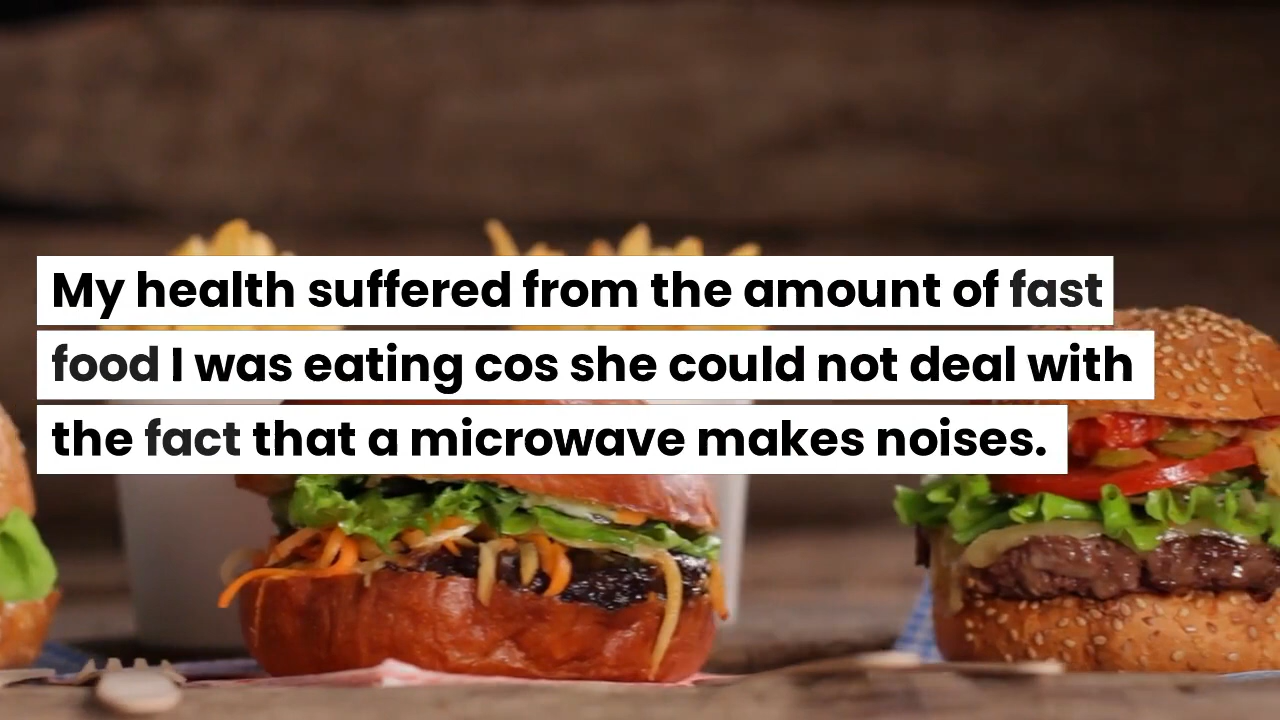 My health suffered from the amount of fast
food I was eating cos she could not deal with
the fact that a microwave makes noises.